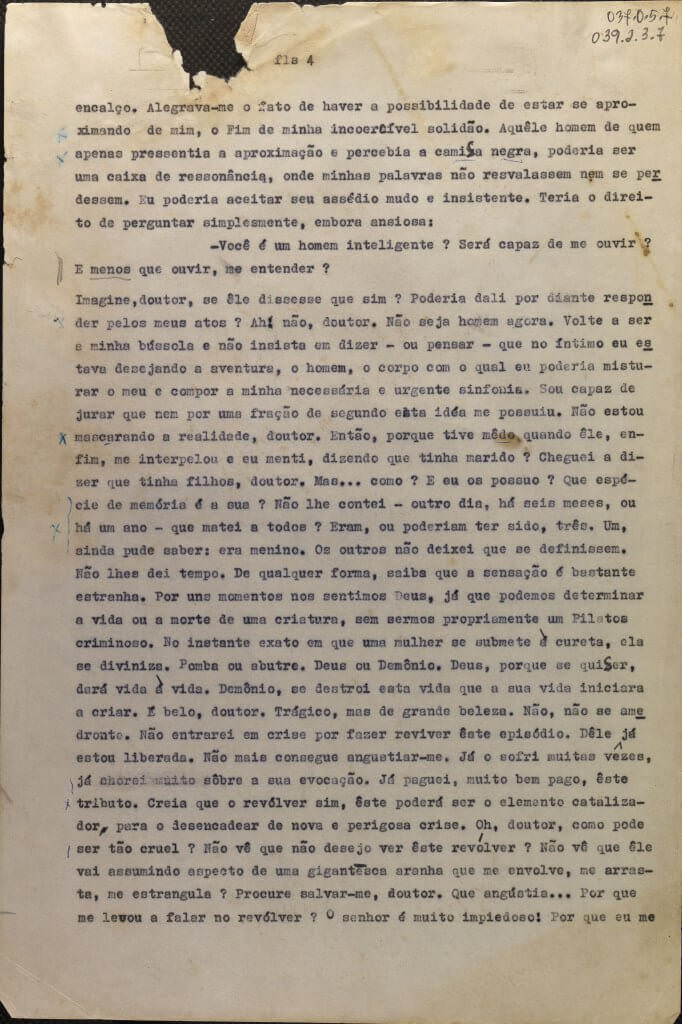 037.0.57
039.2.3.7
fls 4
encalço. Alegrava-me o fato de haver a possibilidade de estar se apro-
ximando de mim, o Fim de minha incoercível solidão. Aquêle homem de quem
apenas pressentia a aproximação e percebia a camisa negra, poderia ser
uma caixa de ressonância, onde minhas palavras não resvalassem nem se per
dessem. Eu poderia aceitar seu assédio mudo e insistente. Teria o direi-
to de perguntar simplesmente, embora ansiosa:
-Você é um homem inteligente ? Será capaz de me ouvir ?
E menos que ouvir, me entender ?
Imagine,doutor, se êle dissesse que sim ? Poderia dali por diante respon
der pelos meus atos ? Ah! não, doutor. Não seja homem agora. Volte a ser
a minha bússola e não insista em dizer - ou pensar - que no íntimo eu es
tava desejando a aventura, o homem, o corpo com o qual eu poderia mistu-
rar o meu e compor a minha necessária e urgente sinfonia. Sou capaz de
jurar que nem por uma fração de segundo esta idéa me possuiu. Não estou
mascarando a realidade, doutor. Então, porque tive mêdo quando êle, en-
fim, me interpelou e eu menti, dizendo que tinha marido ? Cheguei a di-
zer que tinha filhos, doutor. Mas... como ? E eu os possuo ? Que espé-
cie de memória é a sua ? Não lhe contei - outro dia, há seis meses, ou
há um ano - que matei a todos ? Eram, ou poderiam ter sido, três. Um,
ainda pude saber: era menino. Os outros não deixei que se definissem.
Não lhes dei tempo. De qualquer forma, saiba que a sensação é bastante
estranha. Por uns momentos nos sentimos Deus, já que podemos determinar
a vida ou a morte de uma criatura, sem sermos propriamente um Pilatos
criminoso. No instante exato em que uma mulher se submete à cureta, ela
se diviniza. Pomba ou abutre. Deus ou Demônio. Deus, porque se quiser,
dará vida à vida. Demônio, se destroi esta vida que a sua vida iniciara
a criar. É belo, doutor. Trágico, mas de grande beleza. Não, não se ame
dronte. Não entrarei em crise por fazer reviver êste episódio. Dêle já
estou liberada. Não mais consegue angustiar-me. Já o sofri muitas vêzes,
já chorei muito sôbre a sua evocação. Já paguei, muito bem pago, êste
tributo. Creia que o revólver sim, êste poderá ser o elemento cataliza-
dor, para o desencadear de nova e perigosa crise. Oh, doutor, como pode
ser tão cruel ? Não vê que não desejo ver êste revólver ? Não vê que êle
vai assumindo aspecto de uma gigantesca aranha que me envolve, me arras-
ta, me estrangula ? Procure salvar-me, doutor. Que angústia... Por que
me levou a falar no revólver ? O senhor é muito impiedoso! Por que eu me